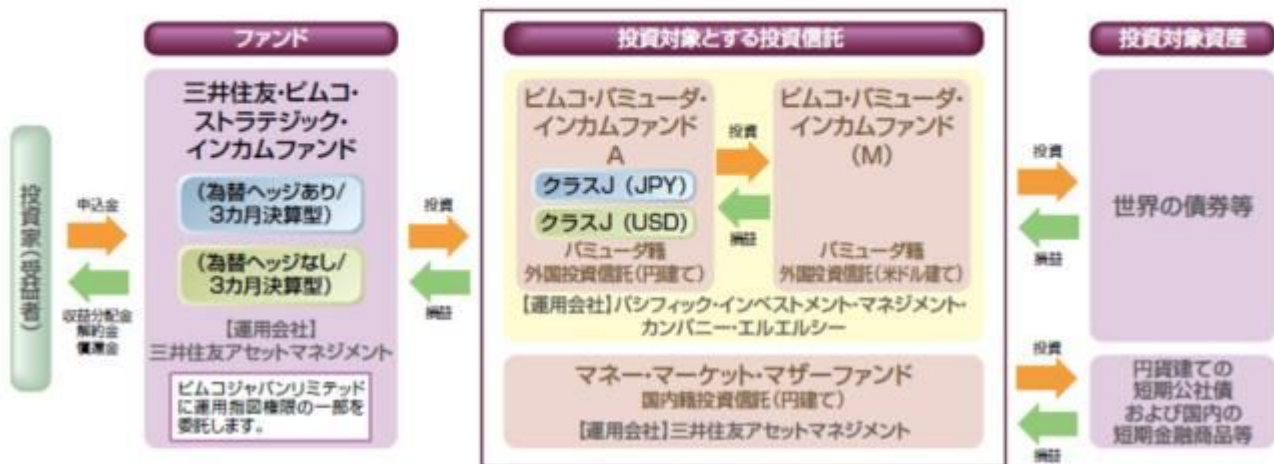 ファンド
投資対象とする投資信託
投資対象資産
投資家(受益者)
申込金
収益分配金
解約金
償還金
三井住友・ピムコ・
ストラテジック・
インカムファンド
(為替ヘッジあり/
3カ月決算型)
(為替ヘッジなし/
3カ月決算型)
【運用会社】
三井住友アセットマネジメント
ピムコジャパンリミテッド
に運用指図権限の一部を
委託します。
投資
損益
ピムコ・バミューダ・
インカムファンド
A
クラスJ(JPY)
クラスJ(USD)
バミューダ籍
外国投資信託(円建て)
投資
損益
ピムコ・バミューダ・
インカムファンド
(M)
バミューダ籍
外国投資信託(米ドル建て)
【運用会社】パシフィック・インベストメント・マネジメント・
カンパニー・エルエルシー
マネー・マーケット・マザーファンド
国内籍投資信託(円建て)
【運用会社】三井住友アセットマネジメント
投資
損益
世界の債券等
投資
損益
円貨建ての
短期公社債
および国内の
短期金融商品等